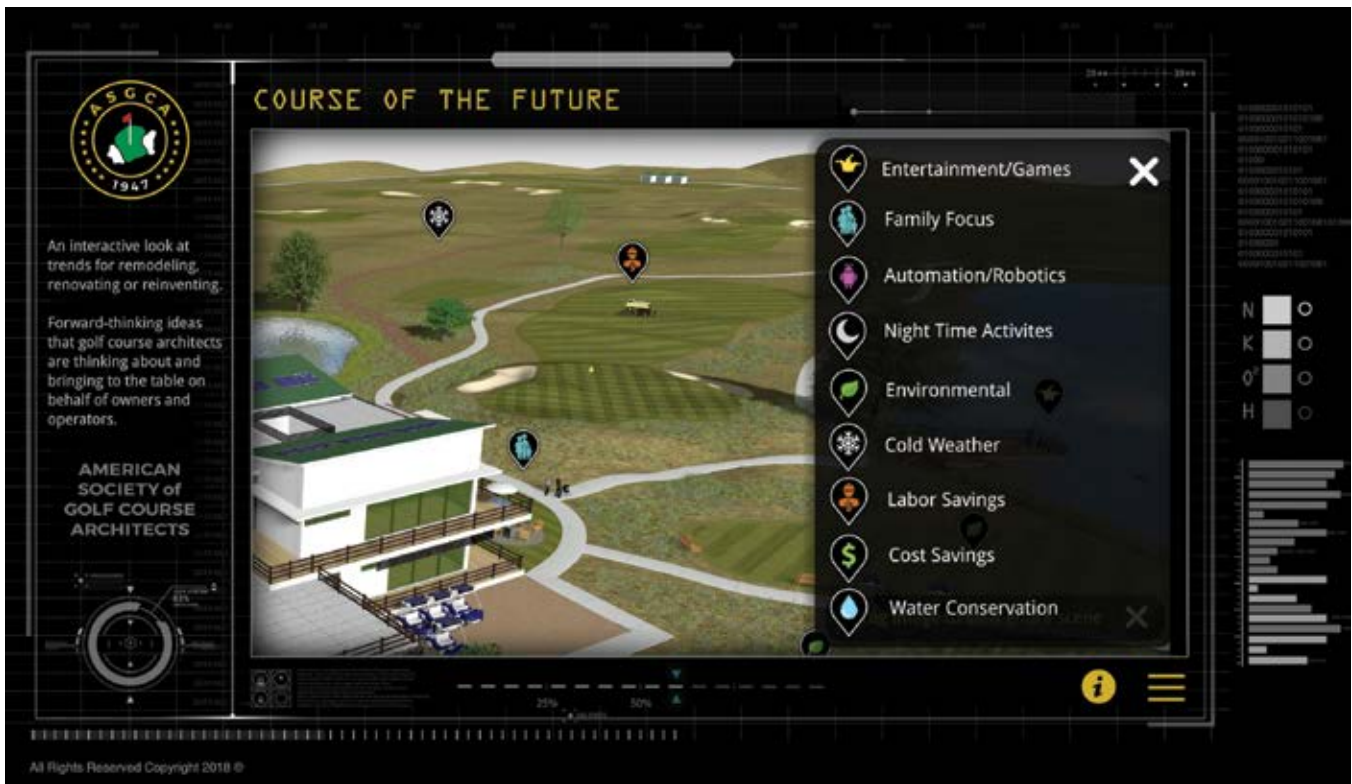 COURSE OF THE FUTURE
ASGCA
1947
An interactive look at
trends for remodeling,
renovating or reinventing.
Forward-thinking ideas
that golf course architects
are thinking about and
bringing to the table on
behalf of owners and
operators.
AMERICAN
SOCIETY of
GOLF COURSE
ARCHITECTS
Entertainment/Games
Family Focus
Automation/Robotics
Night Time Activites
Environmental
Cold Weather
Labor Savings
$
Cost Savings
Water Conservation
N
K
O²
H
25%
50%
i
All Rights Reserved Copyright 2018 ©